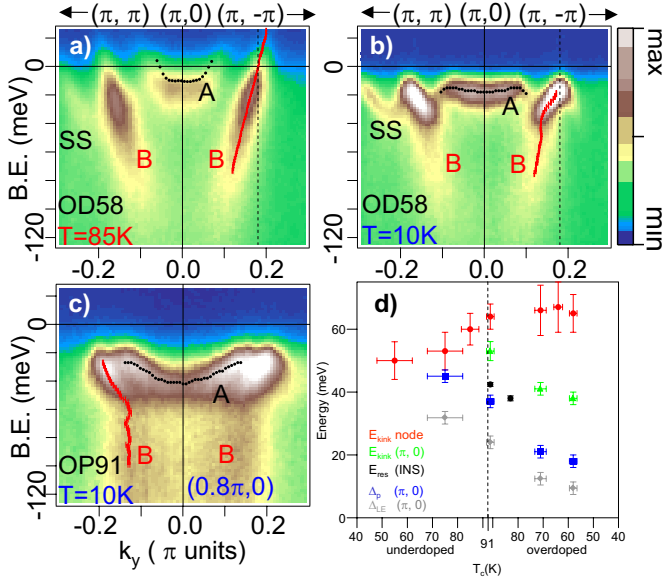 (π, π) (π,0) (π, -π) (π, π) (π,0) (π, -π)
a)
A
B
B
SS
OD58
T=85K
0
-120
B.E. (meV)
-0.2 0.0 0.2
b)
A
B
B
SS
OD58
T=10K
0
-120
-0.2 0.0 0.2
max
min
c)
A
B
B
OP91
T=10K
(0.8π,0)
0
-120
B.E. (meV)
-0.2 0.0 0.2
k_y ( π units)
d)
60
40
20
0
Energy (meV)
E_kink node
E_kink (π, 0)
E_res (INS)
Δ_p (π, 0)
Δ_LE (π, 0)
40 50 60 70 80 91 80 70 60 50 40
underdoped overdoped
T_c(K)